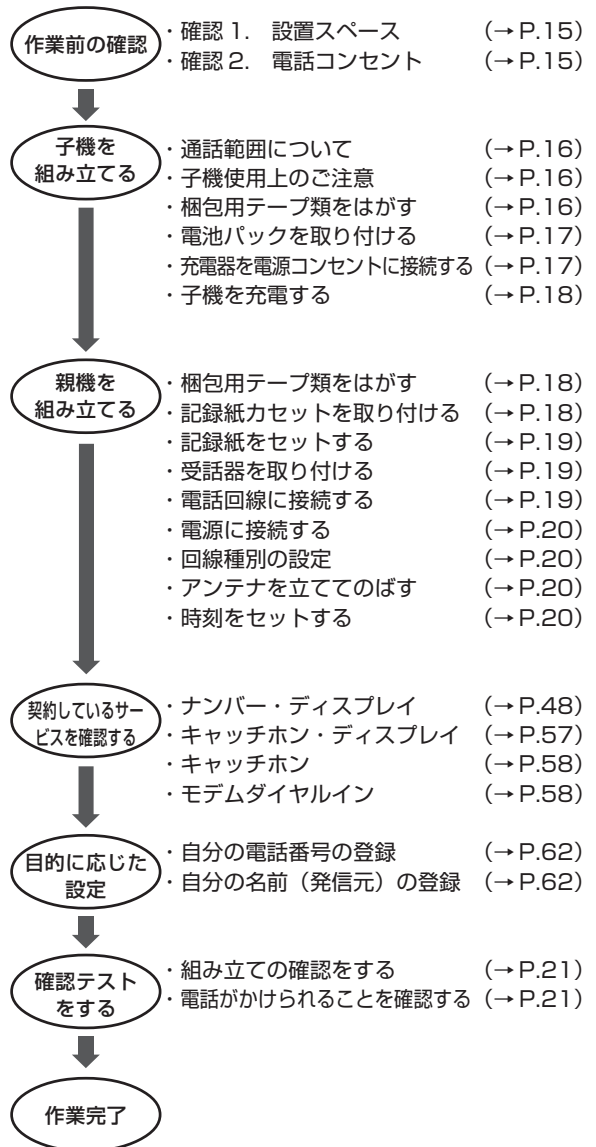 作業前の確認
・確認 1.　設置スペース　（→ P.15）
・確認 2.　電話コンセント　（→ P.15）
子機を
組み立てる
・通話範囲について　（→ P.16）
・子機使用上のご注意　（→ P.16）
・梱包用テープ類をはがす　（→ P.16）
・電池パックを取り付ける　（→ P.17）
・充電器を電源コンセントに接続する（→ P.17）
・子機を充電する　（→ P.18）
親機を
組み立てる
・梱包用テープ類をはがす　（→ P.18）
・記録紙カセットを取り付ける　（→ P.18）
・記録紙をセットする　（→ P.19）
・受話器を取り付ける　（→ P.19）
・電話回線に接続する　（→ P.19）
・電源に接続する　（→ P.20）
・回線種別の設定　（→ P.20）
・アンテナを立ててのばす　（→ P.20）
・時刻をセットする　（→ P.20）
契約しているサー
ビスを確認する
・ナンバー・ディスプレイ　（→ P.48）
・キャッチホン・ディスプレイ　（→ P.57）
・キャッチホン　（→ P.58）
・モデムダイヤルイン　（→ P.58）
目的に応じた
設定
・自分の電話番号の登録　（→ P.62）
・自分の名前（発信元）の登録　（→ P.62）
確認テスト
をする
・組み立ての確認をする　（→ P.21）
・電話がかけられることを確認する（→ P.21）
作業完了